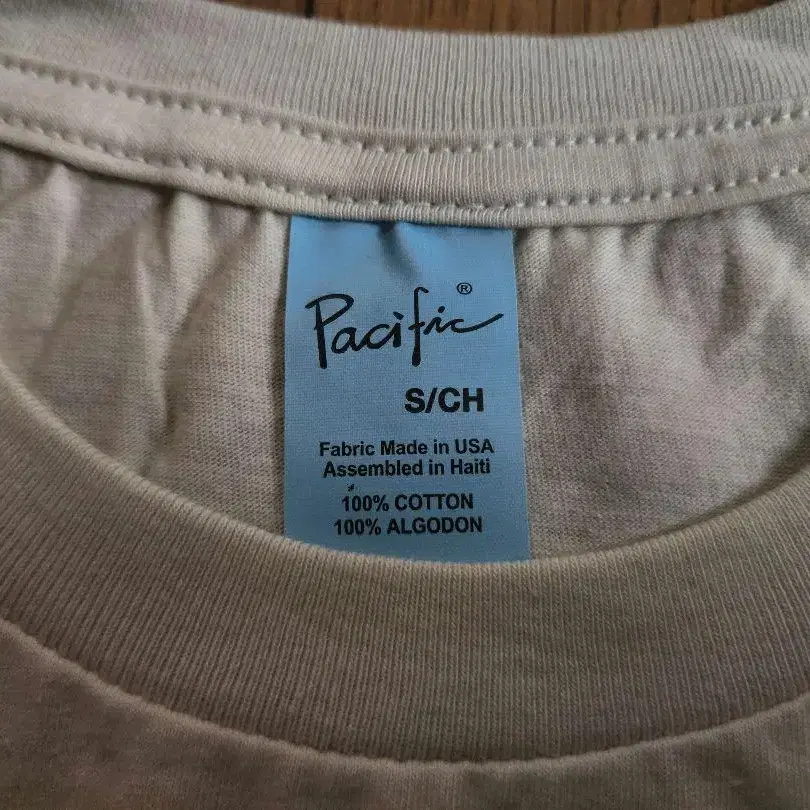 Pacific®
S/CH
Fabric Made in USA
Assembled in Haiti
100% COTTON
100% ALGODON